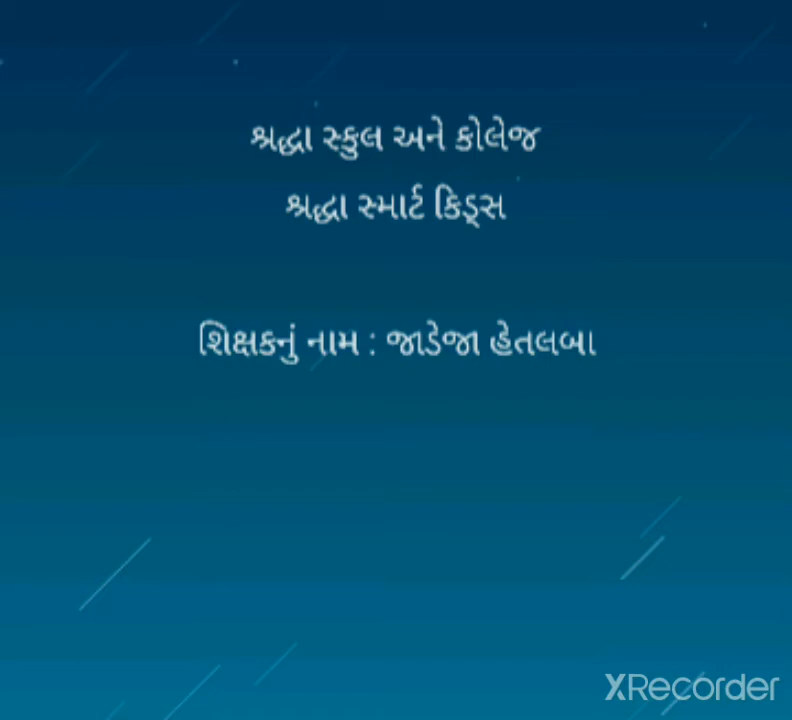 શ્રદ્ધા સ્કુલ અને કોલેજ
શ્રદ્ધા સ્માર્ટ કિડ્સ
શિક્ષકનું નામ : જાડેજા હેતલબા
XRecorder